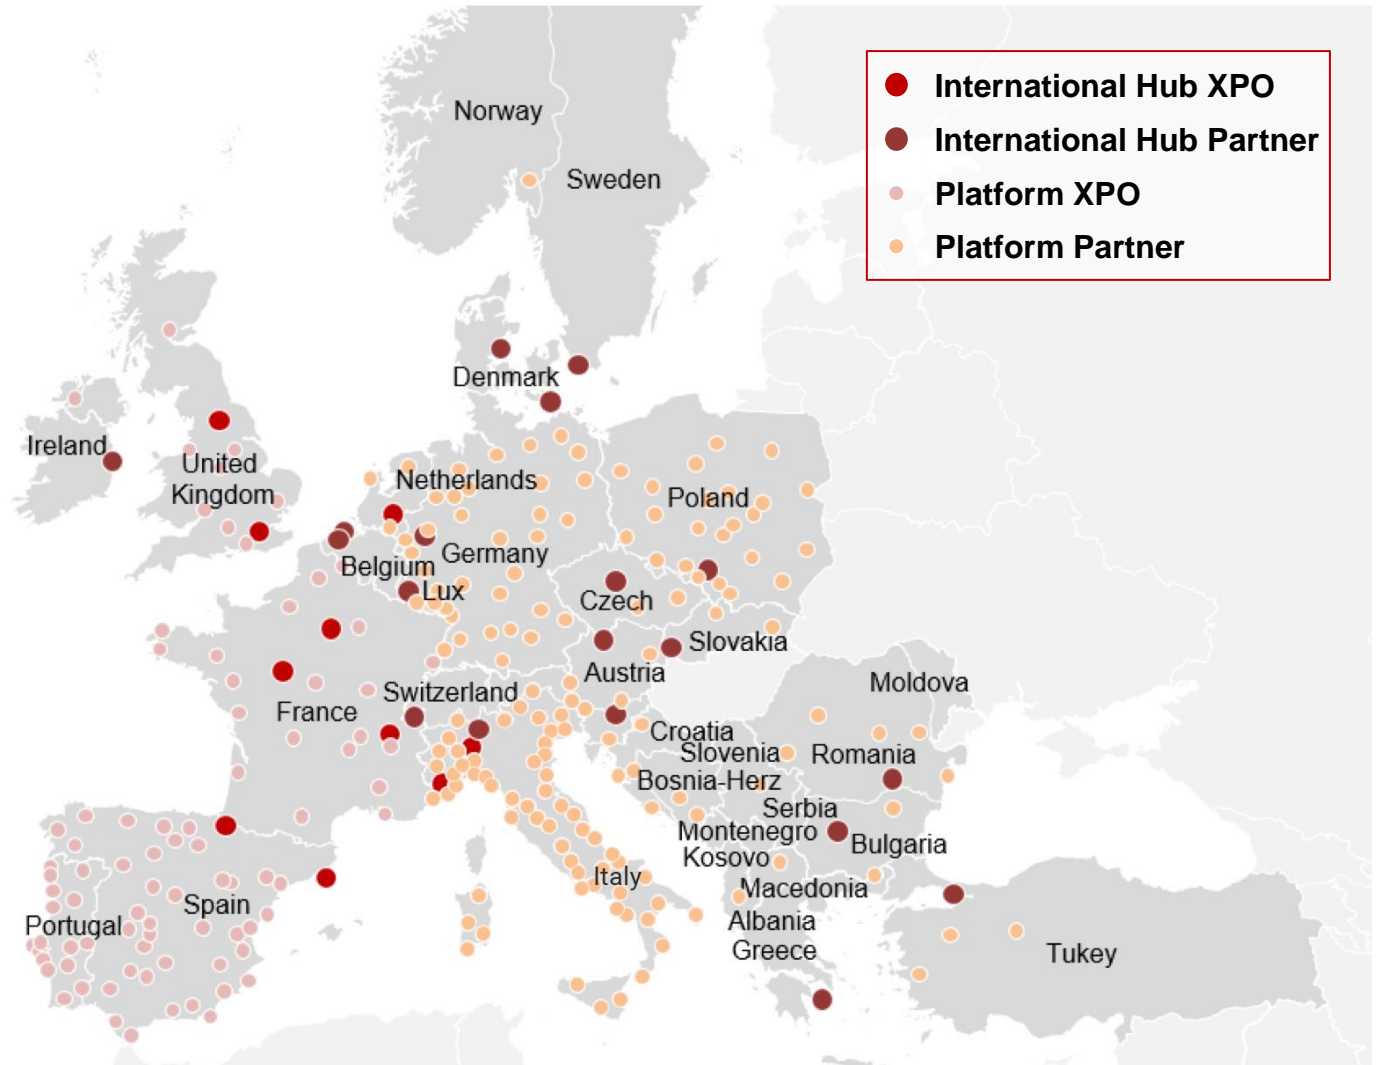 International Hub XPO
International Hub Partner
Platform XPO
Platform Partner
Norway
Sweden
Denmark
Ireland
United
Kingdom
Netherlands
Poland
Belgium
Germany
Lux
Czech
Slovakia
Austria
Switzerland
Moldova
France
Croatia
Slovenia
Romania
Bosnia-Herz
Serbia
Montenegro
Bulgaria
Kosovo
Italy
Macedonia
Spain
Portugal
Albania
Greece
Tukey